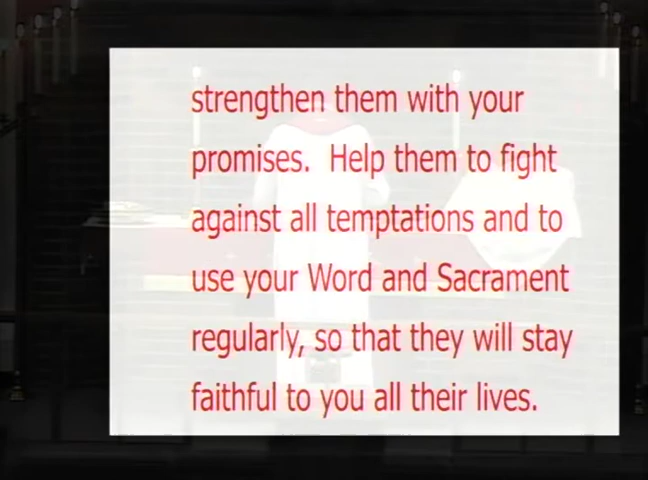 strengthen them with your
promises. Help them to fight
against all temptations and to
use your Word and Sacrament
regularly, so that they will stay
faithful to you all their lives.